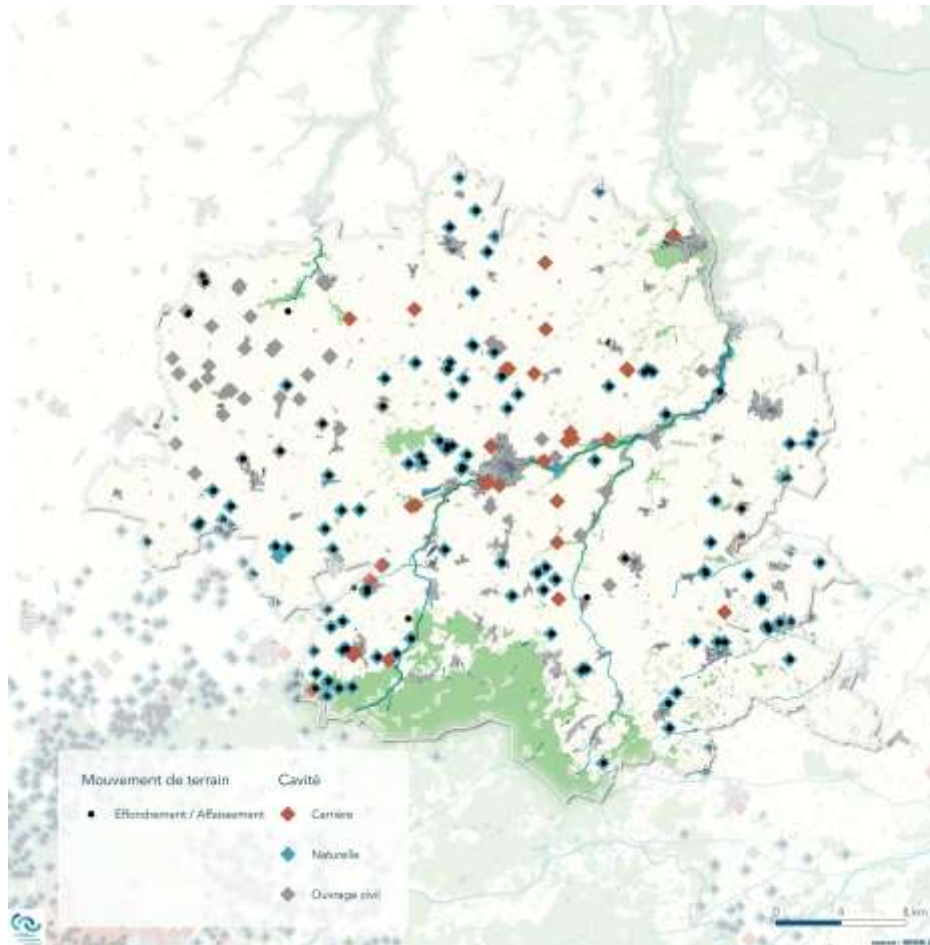 Mouvement de terrain
Cavité
Effondrement / Affaissement
Carrière
Naturelle
Ouvrage civil
0 4 8 km